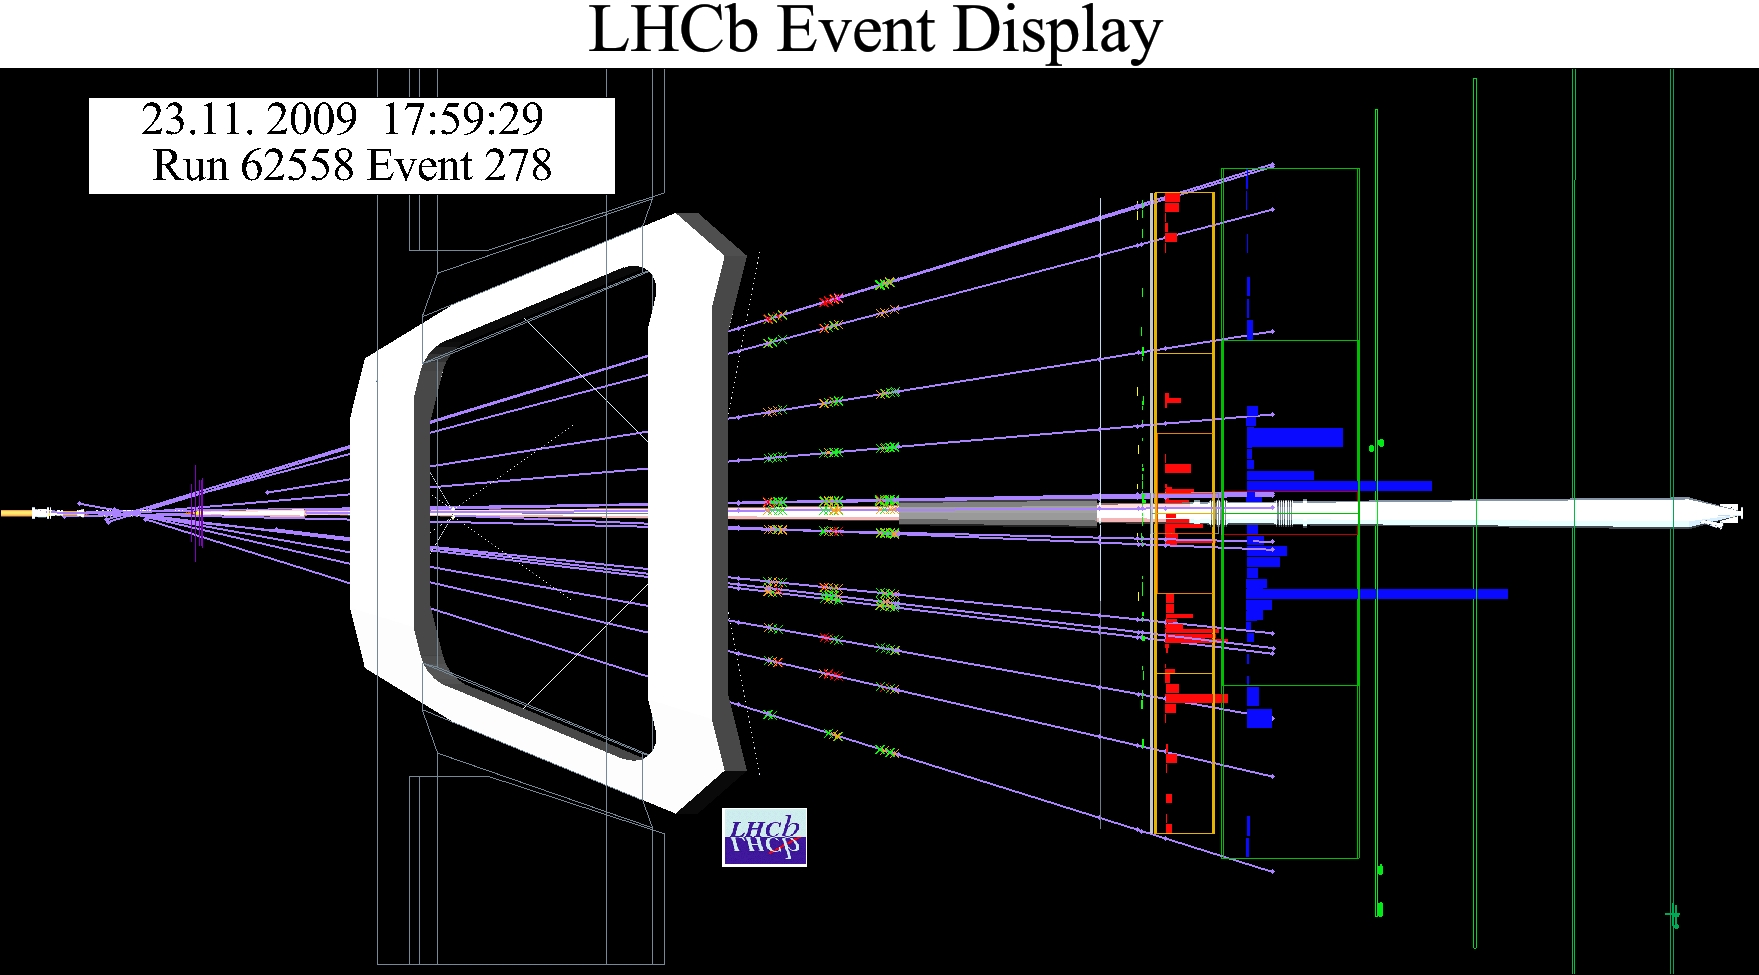 LHCb Event Display
23.11. 2009 17:59:29
Run 62558 Event 278
LHCb